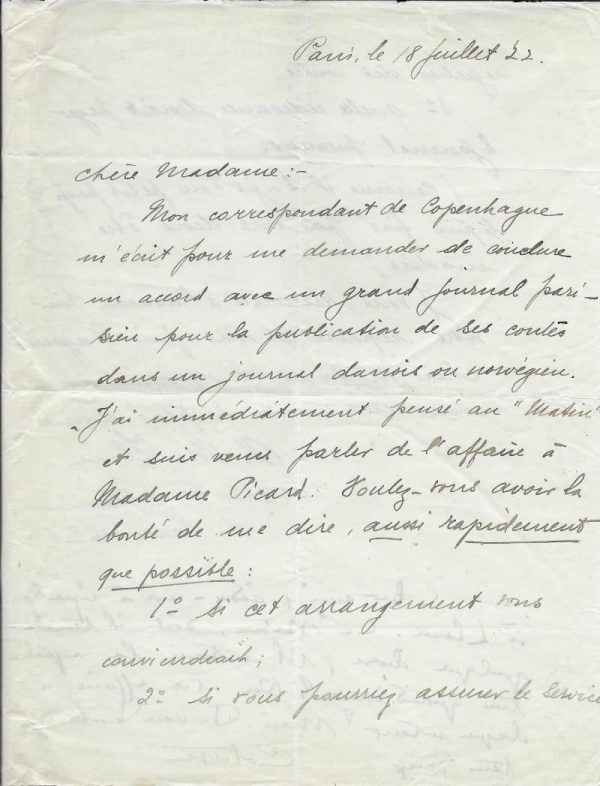 Paris, le 18 juillet 22.
Chère Madame :-
Mon correspondant de Copenhague
m'écrit pour me demander de conclure
un accord avec un grand journal pari-
sien pour la publication de ses contes
dans un journal danois ou norvégien.
J'ai immédiatement pensé au "Matin"
et suis venu parler de l'affaire à
Madame Picard. Voulez-vous avoir la
bonté de me dire, aussi rapidement
que possible :
1º si cet arrangement vous
conviendrait ;
2º si vous pourriez assurer le service